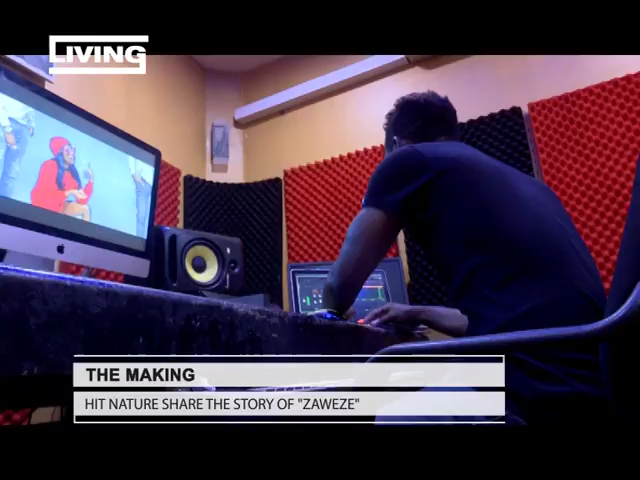 LIVING
THE MAKING
HIT NATURE SHARE THE STORY OF "ZAWEZE"